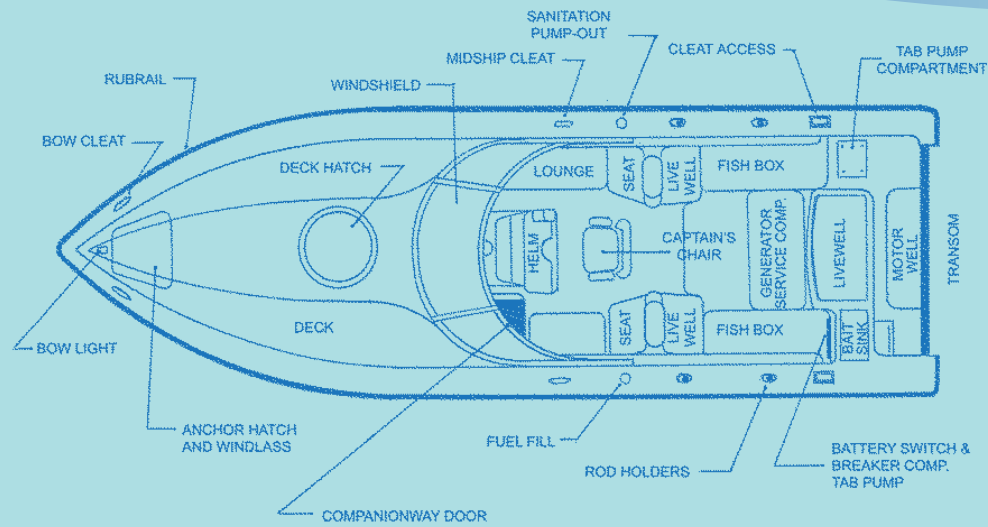 SANITATION
PUMP-OUT
MIDSHIP CLEAT
CLEAT ACCESS
TAB PUMP
COMPARTMENT
RUBRAIL
WINDSHIELD
BOW CLEAT
DECK HATCH
LOUNGE
SEAT
LIVE
WELL
FISH BOX
HELM
CAPTAIN'S
CHAIR
GENERATOR
SERVICE COMP.
LIVEWELL
MOTOR
WELL
TRANSOM
DECK
SEAT
LIVE
WELL
FISH BOX
BAIT
SINK
BOW LIGHT
ANCHOR HATCH
AND WINDLASS
FUEL FILL
ROD HOLDERS
BATTERY SWITCH &
BREAKER COMP.
TAB PUMP
COMPANIONWAY DOOR